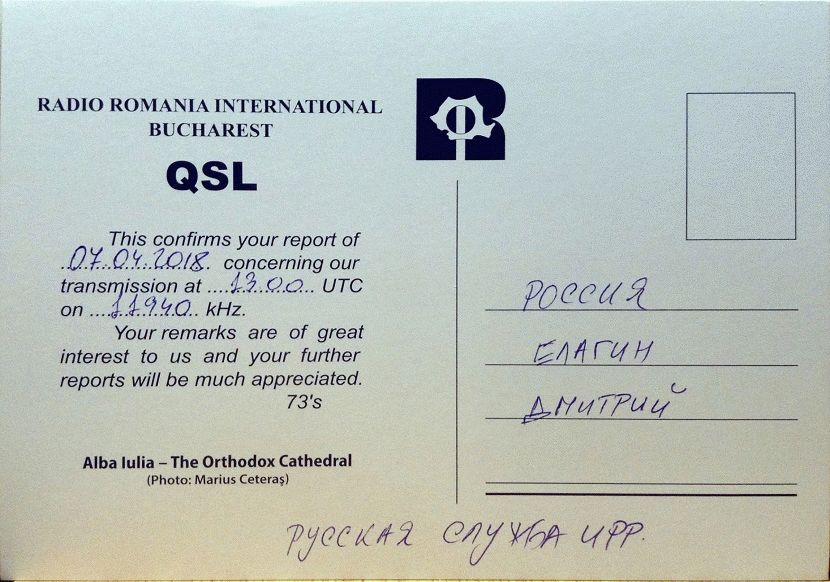 RADIO ROMANIA INTERNATIONAL
BUCHAREST
QSL
This confirms your report of
07.04.2018 concerning our
transmission at 13.00 UTC
on 11940 kHz.
Your remarks are of great
interest to us and your further
reports will be much appreciated.
73's
Alba Iulia – The Orthodox Cathedral
(Photo: Marius Ceteraş)
РОССИЯ
ЕЛАГИН
ДМИТРИЙ
РУССКАЯ СЛУЖБА ИРР.